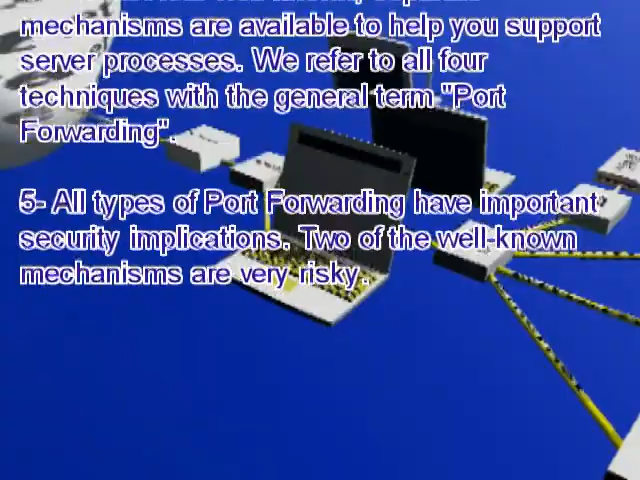 mechanisms are available to help you support
server processes. We refer to all four
techniques with the general term "Port
Forwarding".
5- All types of Port Forwarding have important
security implications. Two of the well-known
mechanisms are very risky.